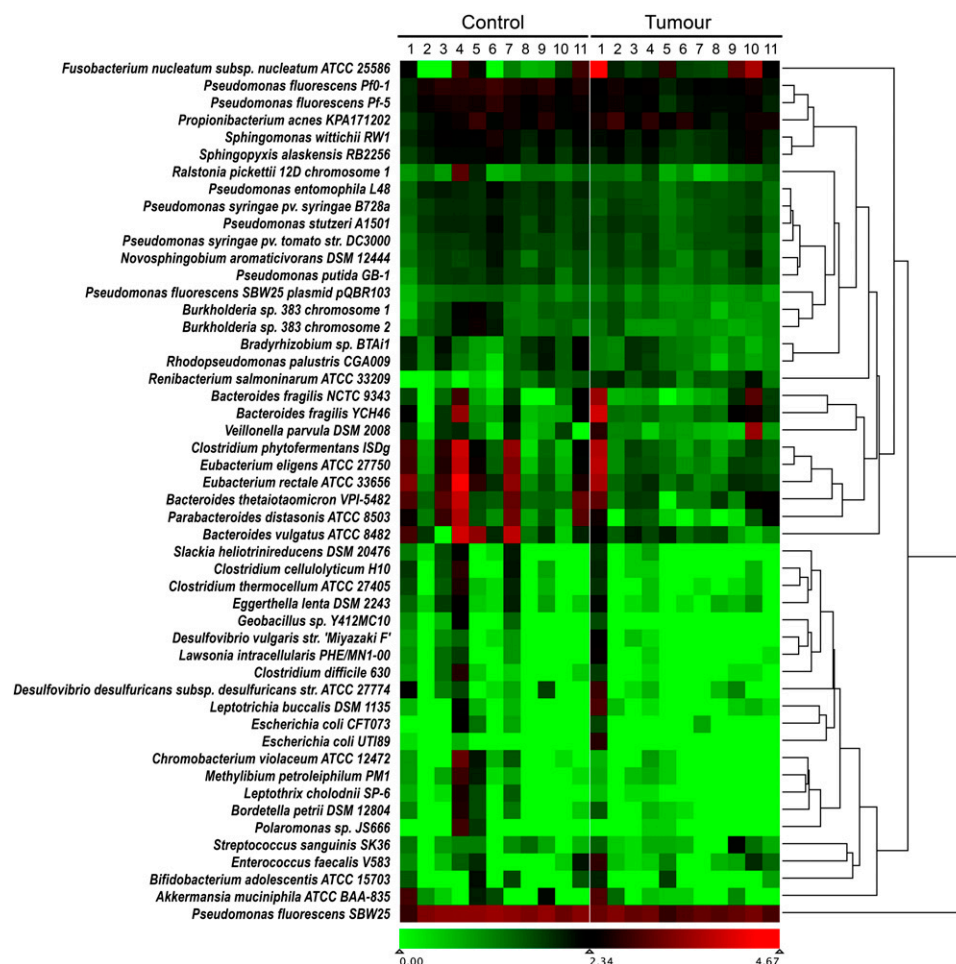 Control Tumour
1 2 3 4 5 6 7 8 9 10 11 1 2 3 4 5 6 7 8 9 10 11
Fusobacterium nucleatum subsp. nucleatum ATCC 25586
Pseudomonas fluorescens Pf0-1
Pseudomonas fluorescens Pf-5
Propionibacterium acnes KPA171202
Sphingomonas wittichii RW1
Sphingopyxis alaskensis RB2256
Ralstonia pickettii 12D chromosome 1
Pseudomonas entomophila L48
Pseudomonas syringae pv. syringae B728a
Pseudomonas stutzeri A1501
Pseudomonas syringae pv. tomato str. DC3000
Novosphingobium aromaticivorans DSM 12444
Pseudomonas putida GB-1
Pseudomonas fluorescens SBW25 plasmid pQBR103
Burkholderia sp. 383 chromosome 1
Burkholderia sp. 383 chromosome 2
Bradyrhizobium sp. BTAi1
Rhodopseudomonas palustris CGA009
Renibacterium salmoninarum ATCC 33209
Bacteroides fragilis NCTC 9343
Bacteroides fragilis YCH46
Veillonella parvula DSM 2008
Clostridium phytofermentans ISDg
Eubacterium eligens ATCC 27750
Eubacterium rectale ATCC 33656
Bacteroides thetaiotaomicron VPI-5482
Parabacteroides distasonis ATCC 8503
Bacteroides vulgatus ATCC 8482
Slackia heliotrinireducens DSM 20476
Clostridium cellulolyticum H10
Clostridium thermocellum ATCC 27405
Eggerthella lenta DSM 2243
Geobacillus sp. Y412MC10
Desulfovibrio vulgaris str. 'Miyazaki F'
Lawsonia intracellularis PHE/MN1-00
Clostridium difficile 630
Desulfovibrio desulfuricans subsp. desulfuricans str. ATCC 27774
Leptotrichia buccalis DSM 1135
Escherichia coli CFT073
Escherichia coli UTI89
Chromobacterium violaceum ATCC 12472
Methylibium petroleiphilum PM1
Leptothrix cholodnii SP-6
Bordetella petrii DSM 12804
Polaromonas sp. JS666
Streptococcus sanguinis SK36
Enterococcus faecalis V583
Bifidobacterium adolescentis ATCC 15703
Akkermansia muciniphila ATCC BAA-835
Pseudomonas fluorescens SBW25
0.00 2.34 4.67